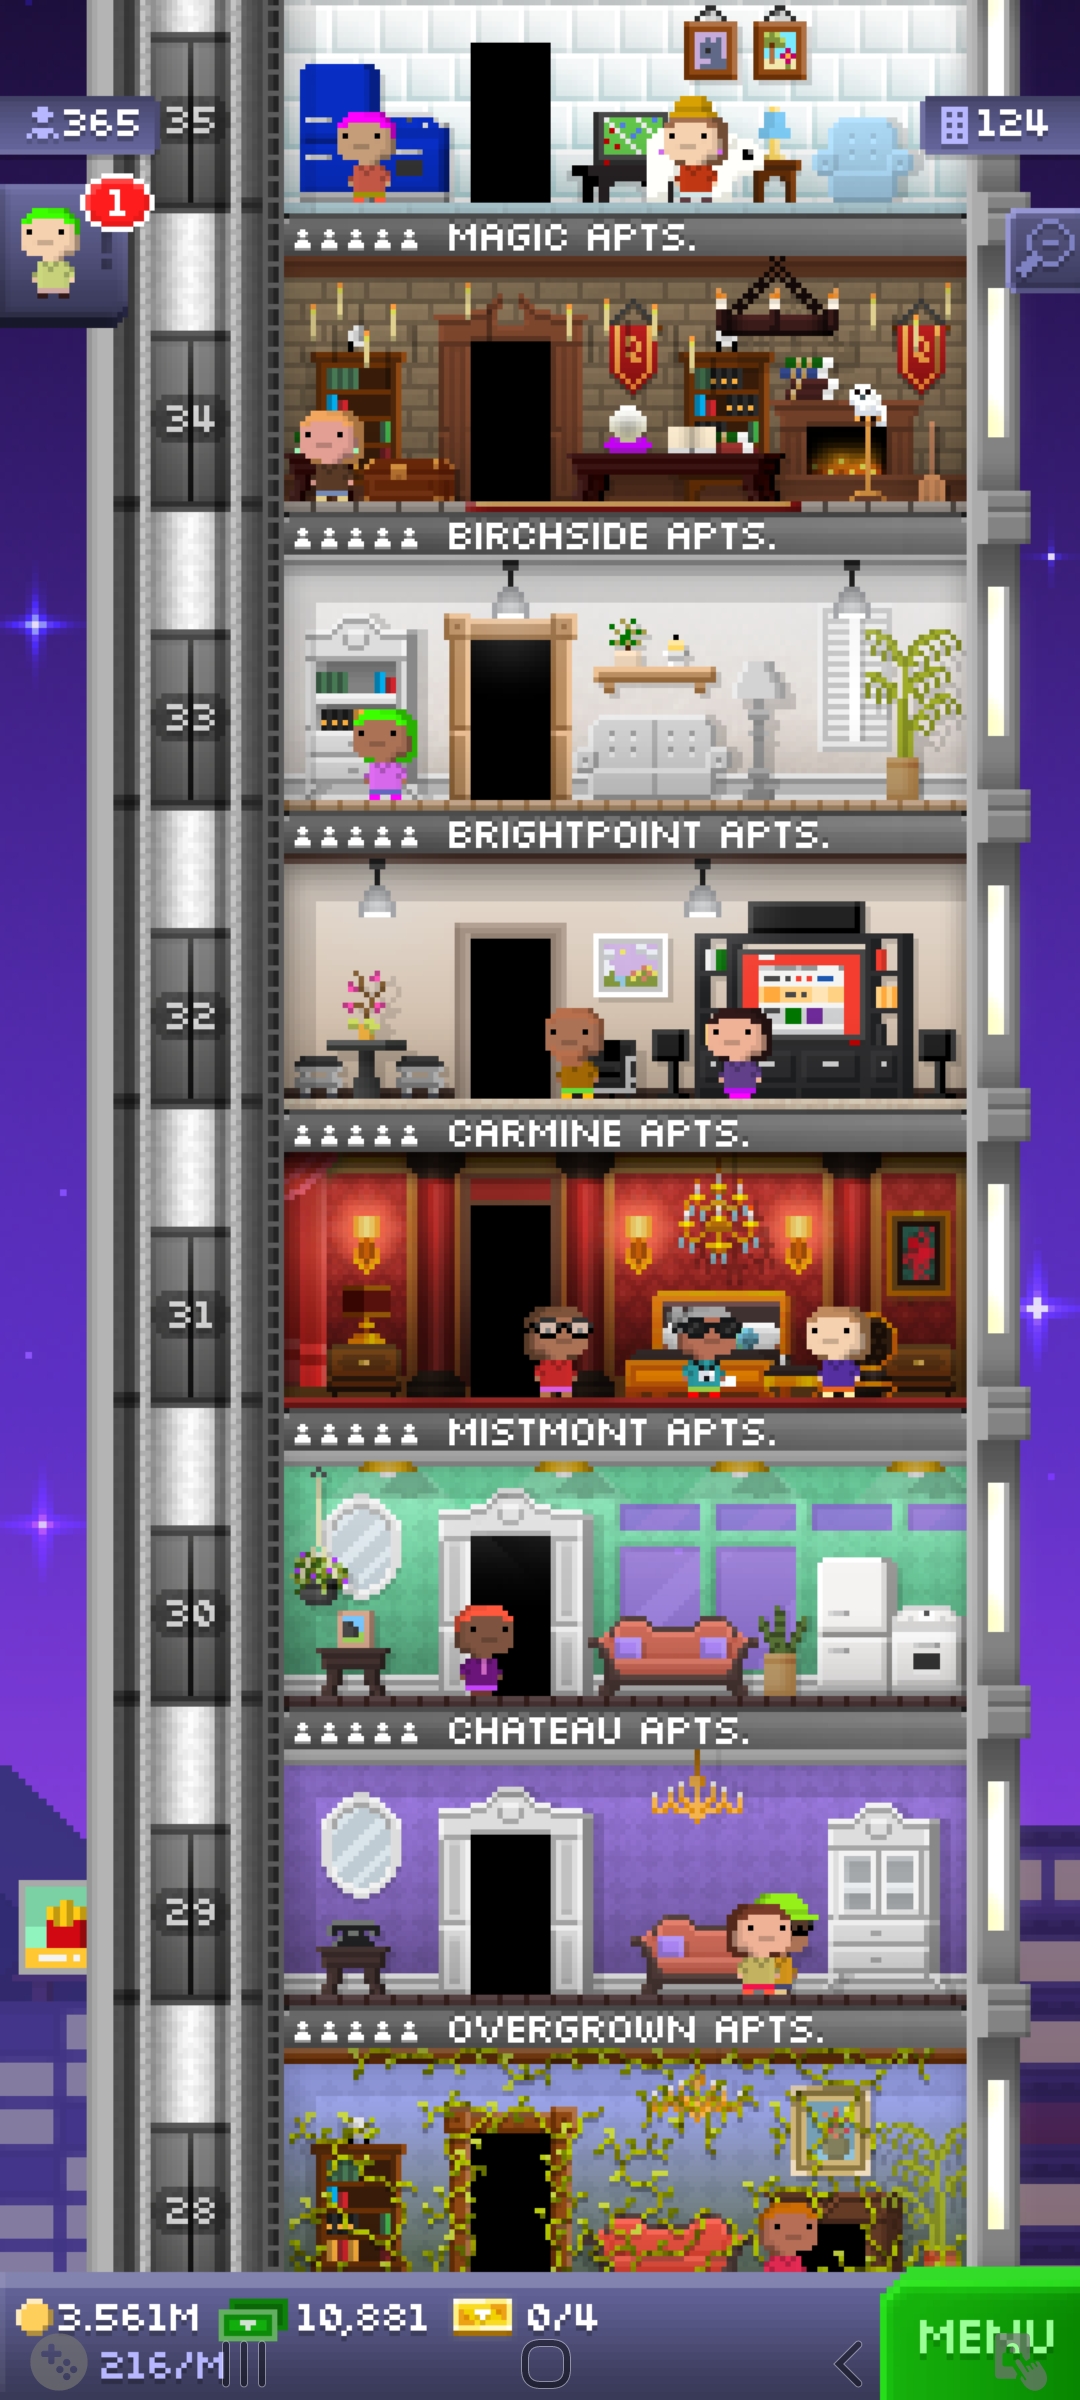 35
365
124
1
MAGIC APTS.
34
BIRCHSIDE APTS.
33
BRIGHTPOINT APTS.
32
CARMINE APTS.
31
MISTMONT APTS.
30
CHATEAU APTS.
29
OVERGROWN APTS.
28
3.561M 10,881 0/4
MENU
216/M